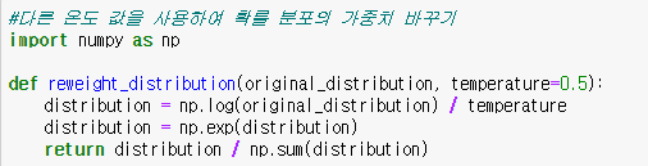 #다른 온도 값을 사용하여 확률 분포의 가중치 바꾸기
import numpy as np

def reweight_distribution(original_distribution, temperature=0.5):
    distribution = np.log(original_distribution) / temperature
    distribution = np.exp(distribution)
    return distribution / np.sum(distribution)